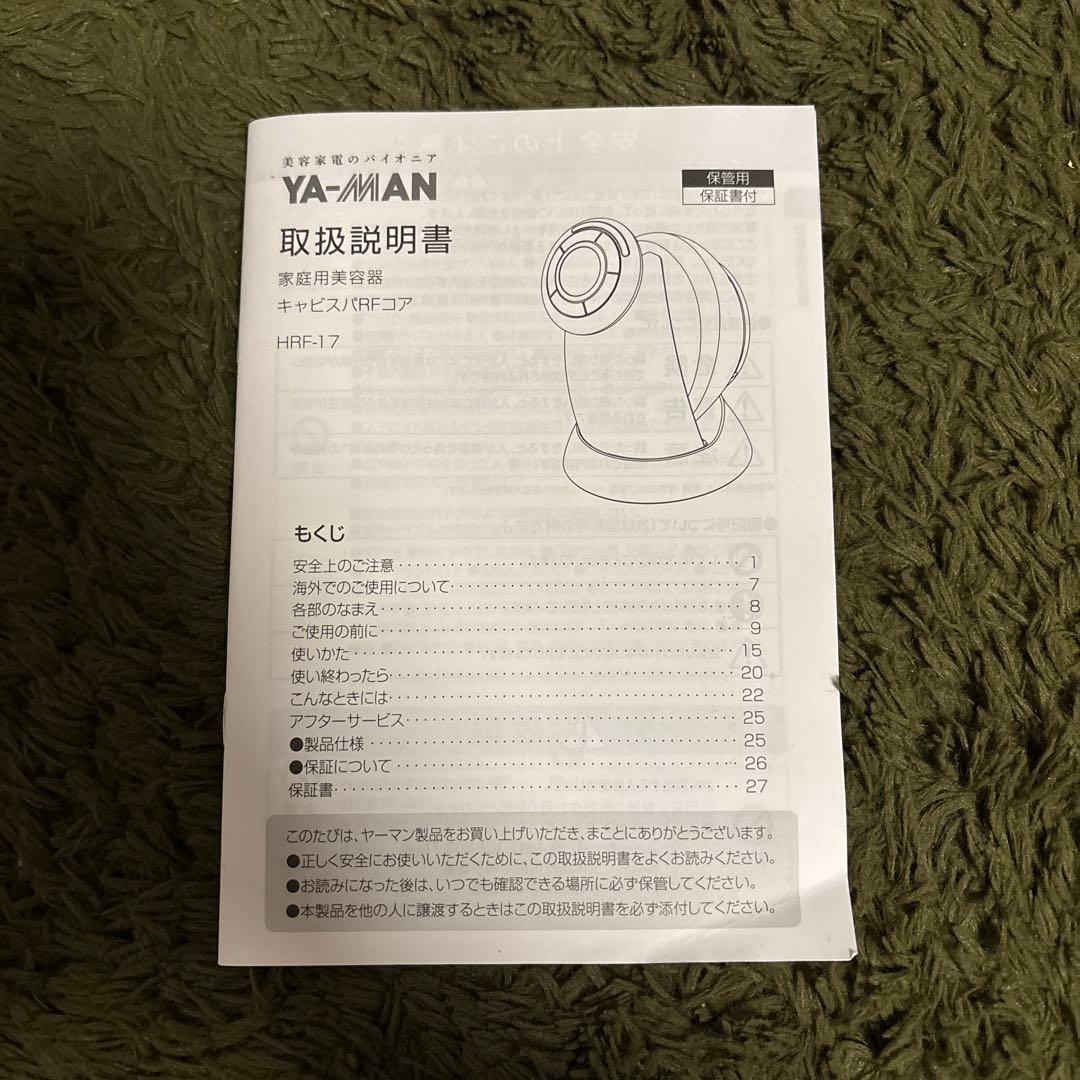 美容家電のパイオニア
YA-MAN
保管用
保証書付
取扱説明書
家庭用美容器
キャビスパRFコア
HRF-17
もくじ
安全上のご注意 ・・・・・・・・・・・・・・・・・・・・・・・・・・・・・・・・ 1
海外でのご使用について・・・・・・・・・・・・・・・・・・・・・・・・・・・ 7
各部のなまえ・・・・・・・・・・・・・・・・・・・・・・・・・・・・・・・・・・ 8
ご使用の前に・・・・・・・・・・・・・・・・・・・・・・・・・・・・・・・・・・ 9
使いかた・・・・・・・・・・・・・・・・・・・・・・・・・・・・・・・・・・・・ 15
使い終わったら・・・・・・・・・・・・・・・・・・・・・・・・・・・・・・・・ 20
こんなときには・・・・・・・・・・・・・・・・・・・・・・・・・・・・・・・・ 22
アフターサービス・・・・・・・・・・・・・・・・・・・・・・・・・・・・・・・ 25
●製品仕様 ・・・・・・・・・・・・・・・・・・・・・・・・・・・・・・・・・・ 25
●保証について ・・・・・・・・・・・・・・・・・・・・・・・・・・・・・・・ 26
保証書・・・・・・・・・・・・・・・・・・・・・・・・・・・・・・・・・・・・・ 27
このたびは、ヤーマン製品をお買い上げいただき、まことにありがとうございます。
●正しく安全にお使いいただくために、この取扱説明書をよくお読みください。
●お読みになった後は、いつでも確認できる場所に必ず保管してください。
●本製品を他の人に譲渡するときはこの取扱説明書を必ず添付してください。